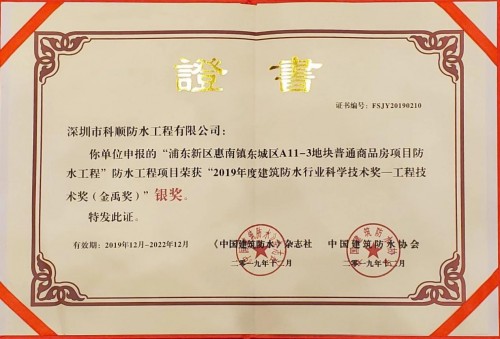 證書
证书编号：FSJY20190210
深圳市科顺防水工程有限公司：
你单位申报的“浦东新区惠南镇东城区A11-3地块普通商品房项目防
水工程”防水工程项目荣获“2019年度建筑防水行业科学技术奖—工程技
术奖（金禹奖）”银奖。
特发此证。
有效期：2019年12月-2022年12月
《中国建筑防水》杂志社
中国建筑防水协会
二〇一九年十二月
二〇一九年十二月